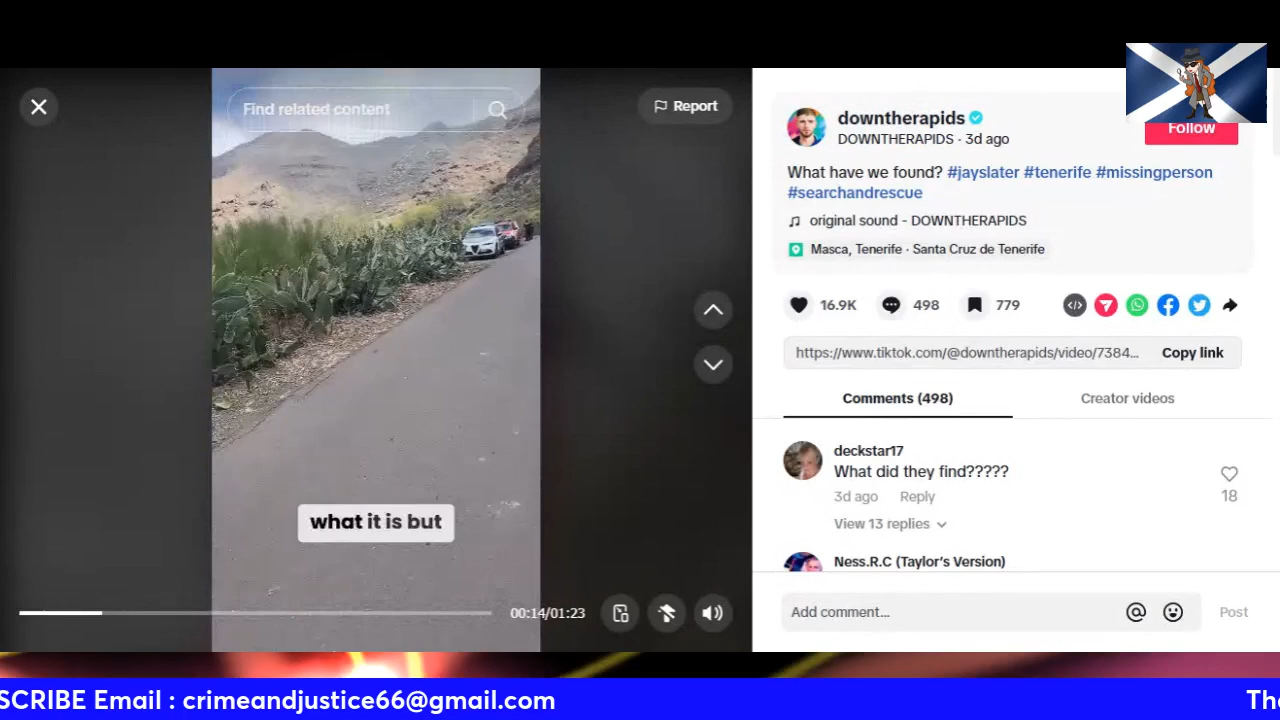 Find related content
Report
downtherapids
DOWNTHERAPIDS · 3d ago
Follow
What have we found? #jayslater #tenerife #missingperson
#searchandrescue
original sound - DOWNTHERAPIDS
Masca, Tenerife · Santa Cruz de Tenerife
16.9K
498
779
https://www.tiktok.com/@downtherapids/video/7384...
Copy link
Comments (498)
Creator videos
deckstar17
What did they find?????
3d ago
Reply
18
View 13 replies
Ness.R.C (Taylor's Version)
what it is but
00:14/01:23
Add comment...
Post
SCRIBE Email : crimeandjustice66@gmail.com
Th